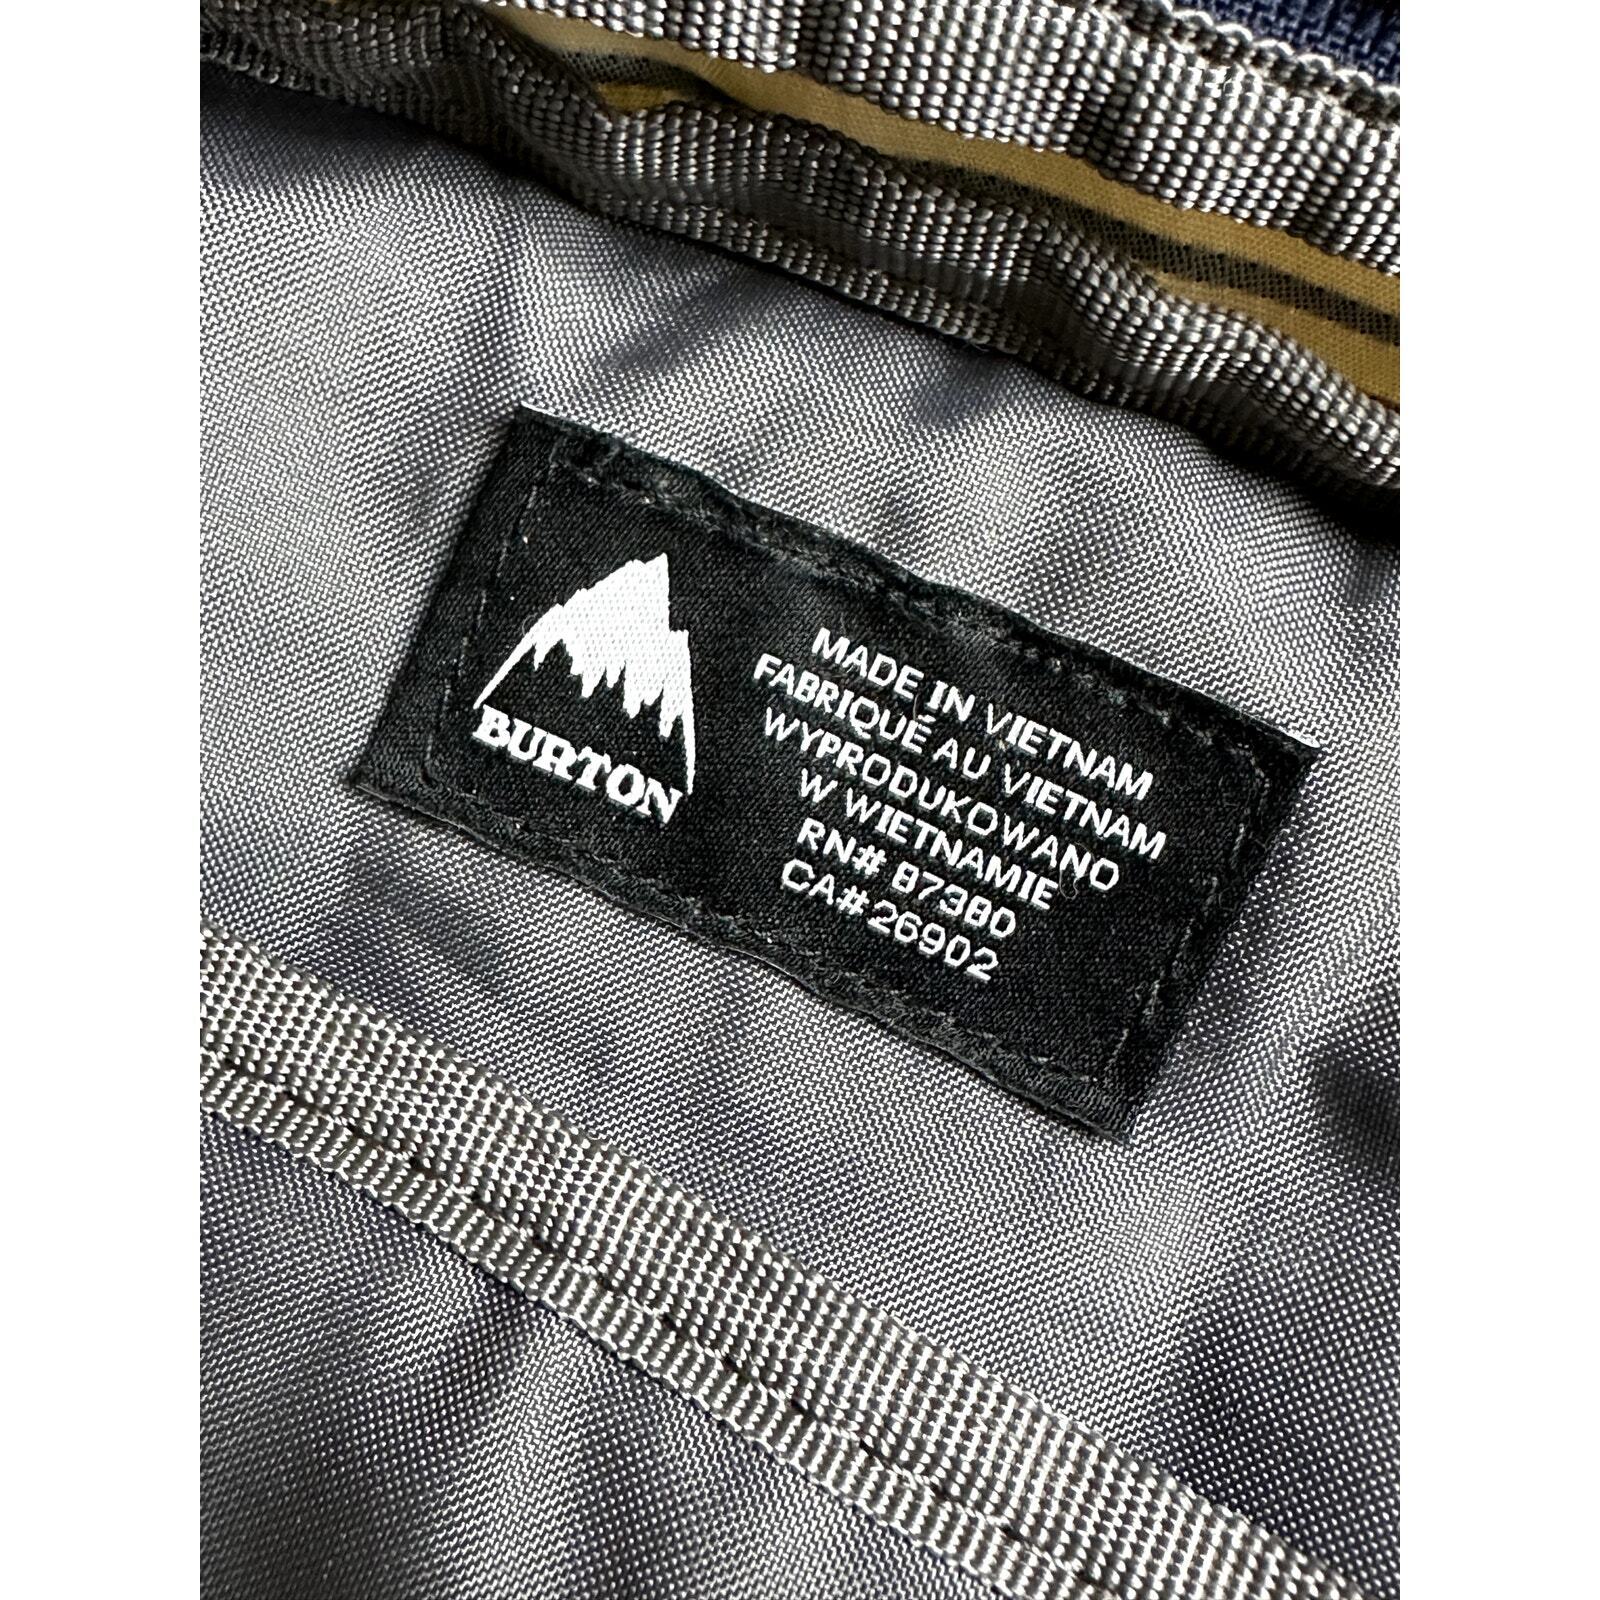 BURTON
MADE IN VIETNAM
FABRIQUÉ AU VIETNAM
WYPRODUKOWANO
W WIETNAMIE
RN# 87380
CA# 26902